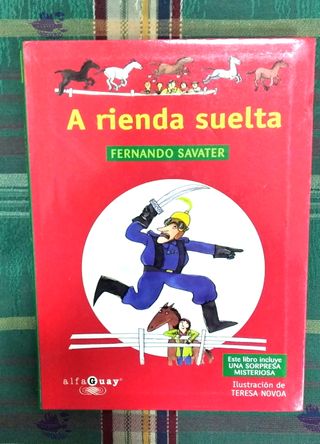 A rienda suelta
FERNANDO SAVATER
Este libro incluye
UNA SORPRESA
MISTERIOSA
alfaGuay
Ilustración de
TERESA NOVOA